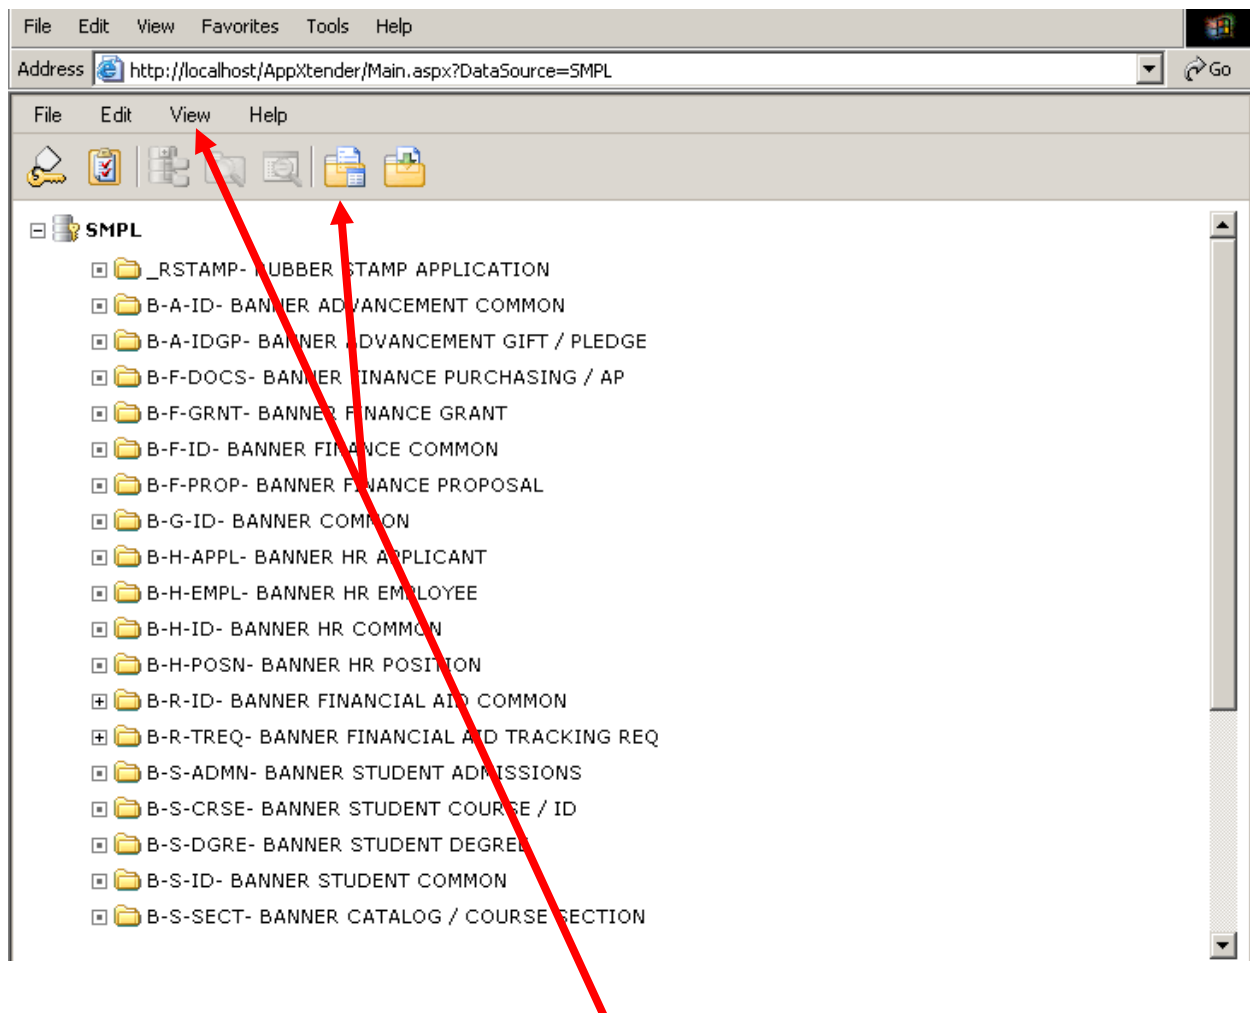 File Edit View Favorites Tools Help
Address http://localhost/AppXtender/Main.aspx?DataSource=SMPL Go
File Edit View Help
SMPL
_RSTAMP- RUBBER STAMP APPLICATION
B-A-ID- BANNER ADVANCEMENT COMMON
B-A-IDGP- BANNER ADVANCEMENT GIFT / PLEDGE
B-F-DOCS- BANNER FINANCE PURCHASING / AP
B-F-GRNT- BANNER FINANCE GRANT
B-F-ID- BANNER FINANCE COMMON
B-F-PROP- BANNER FINANCE PROPOSAL
B-G-ID- BANNER COMMON
B-H-APPL- BANNER HR APPLICANT
B-H-EMPL- BANNER HR EMPLOYEE
B-H-ID- BANNER HR COMMON
B-H-POSN- BANNER HR POSITION
B-R-ID- BANNER FINANCIAL AID COMMON
B-R-TREQ- BANNER FINANCIAL AID TRACKING REQ
B-S-ADMN- BANNER STUDENT ADMISSIONS
B-S-CRSE- BANNER STUDENT COURSE / ID
B-S-DGRE- BANNER STUDENT DEGREE
B-S-ID- BANNER STUDENT COMMON
B-S-SECT- BANNER CATALOG / COURSE SECTION